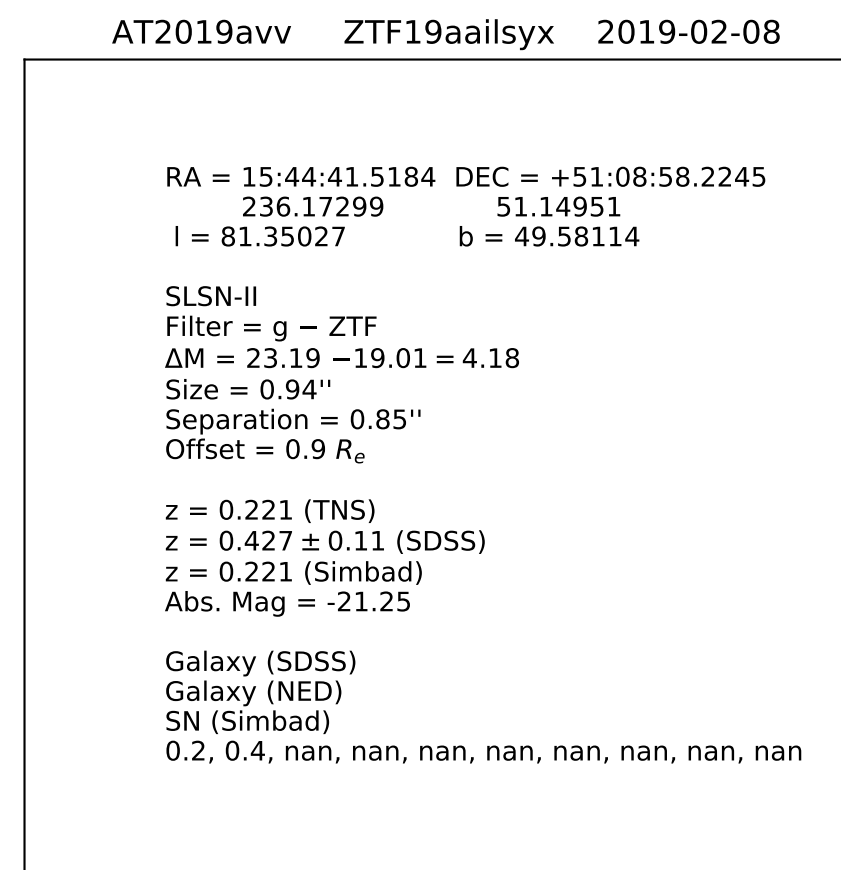 AT2019avv ZTF19aailsyx 2019-02-08
RA = 15:44:41.5184 DEC = +51:08:58.2245
236.17299 51.14951
l = 81.35027 b = 49.58114
SLSN-II
Filter = g − ZTF
ΔM = 23.19 −19.01 = 4.18
Size = 0.94''
Separation = 0.85''
Offset = 0.9 Rₑ
z = 0.221 (TNS)
z = 0.427 ± 0.11 (SDSS)
z = 0.221 (Simbad)
Abs. Mag = -21.25
Galaxy (SDSS)
Galaxy (NED)
SN (Simbad)
0.2, 0.4, nan, nan, nan, nan, nan, nan, nan, nan